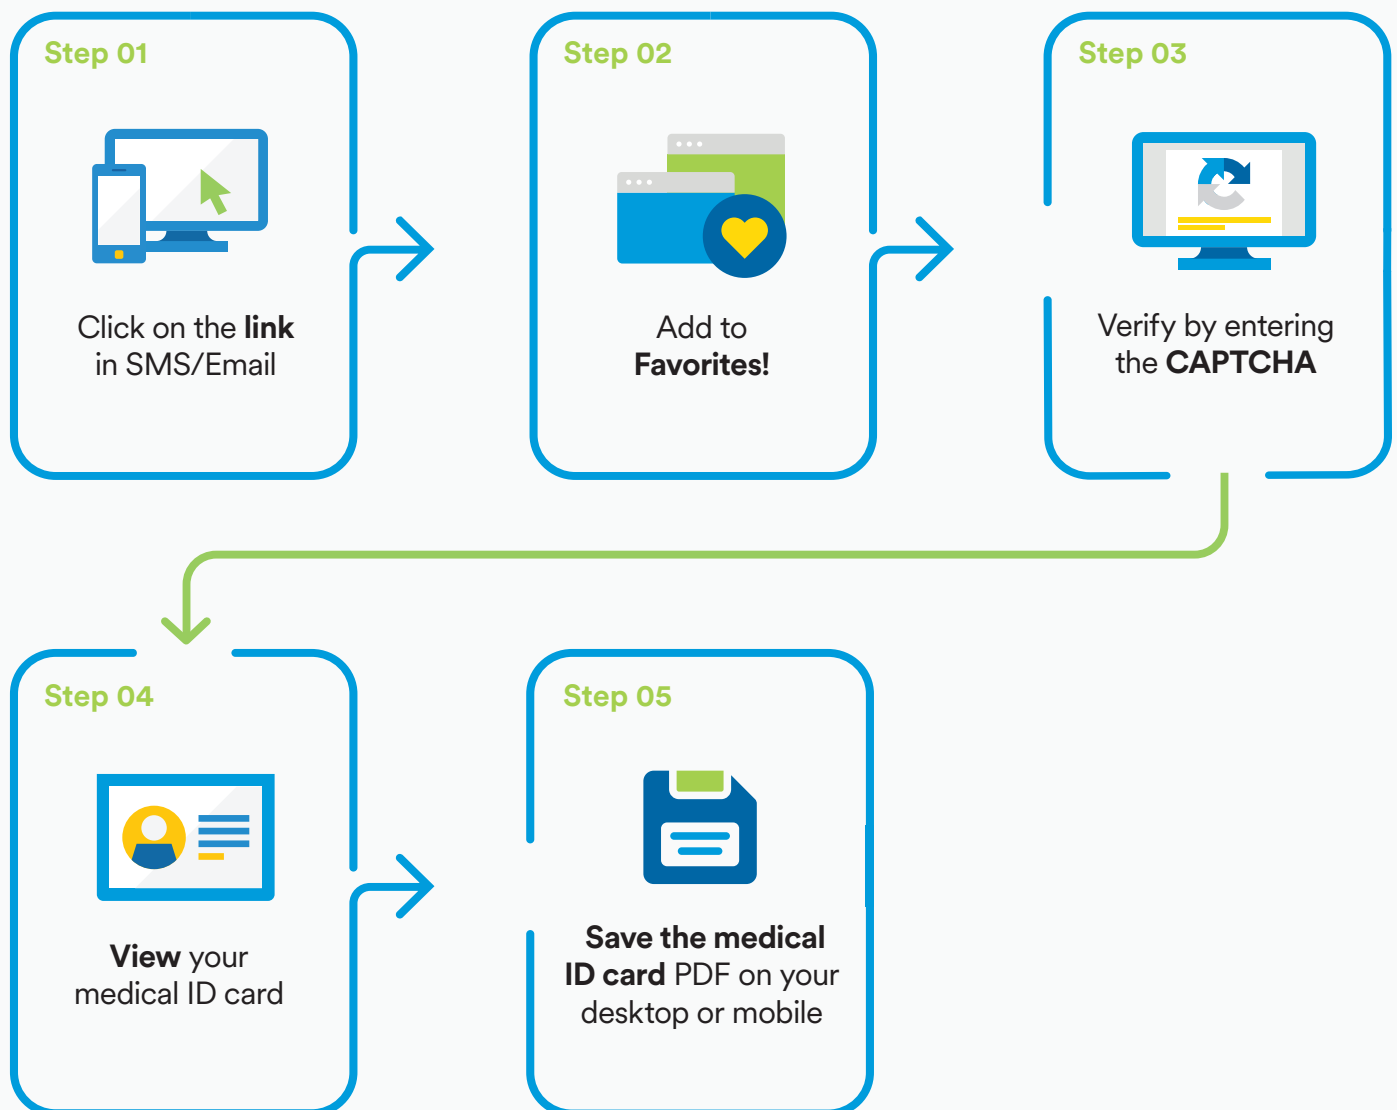 Step 01
Click on the link
in SMS/Email
Step 02
Add to
Favorites!
Step 03
Verify by entering
the CAPTCHA
Step 04
View your
medical ID card
Step 05
Save the medical
ID card PDF on your
desktop or mobile